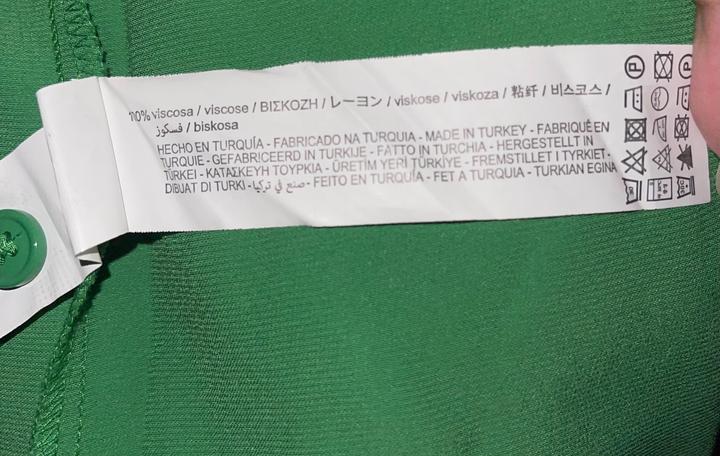 100% viscosa / viscose / ΒΙΣΚΟΖΗ / レーヨン / viskose / viskoza / 粘纤 / 비스코스 /
فسكوز / biskosa
HECHO EN TURQUÍA - FABRICADO NA TURQUIA - MADE IN TURKEY - FABRIQUÉ EN
TURQUIE - GEFABRICEERD IN TURKIJE - FATTO IN TURCHIA - HERGESTELLT IN
TÜRKEI - ΚΑΤΑΣΚΕΥΗ ΤΟΥΡΚΙΑ - ÜRETİM YERİ TÜRKİYE - FREMSTILLET I TYRKIET-
DIBUAT DI TURKI - صنع في تركيا - FEITO EN TURQUÍA - FET A TURQUIA - TURKIAN EGINA